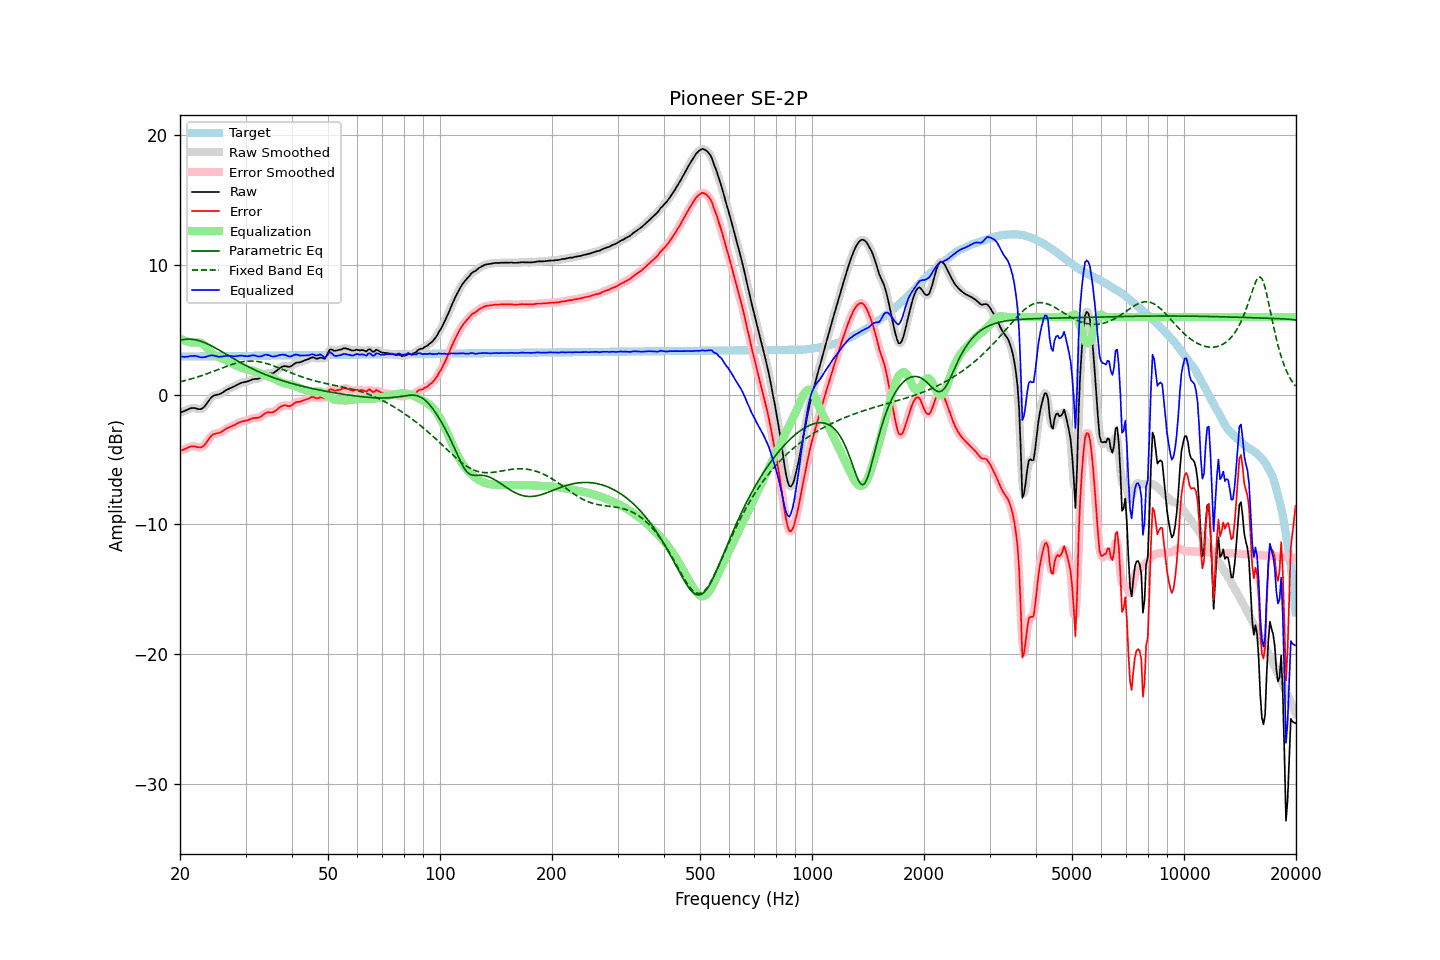 Pioneer SE-2P
Target
Raw Smoothed
Error Smoothed
Raw
Error
Equalization
Parametric Eq
Fixed Band Eq
Equalized
20
10
0
−10
−20
−30
Amplitude (dBr)
20
50
100
200
500
1000
2000
5000
10000
20000
Frequency (Hz)